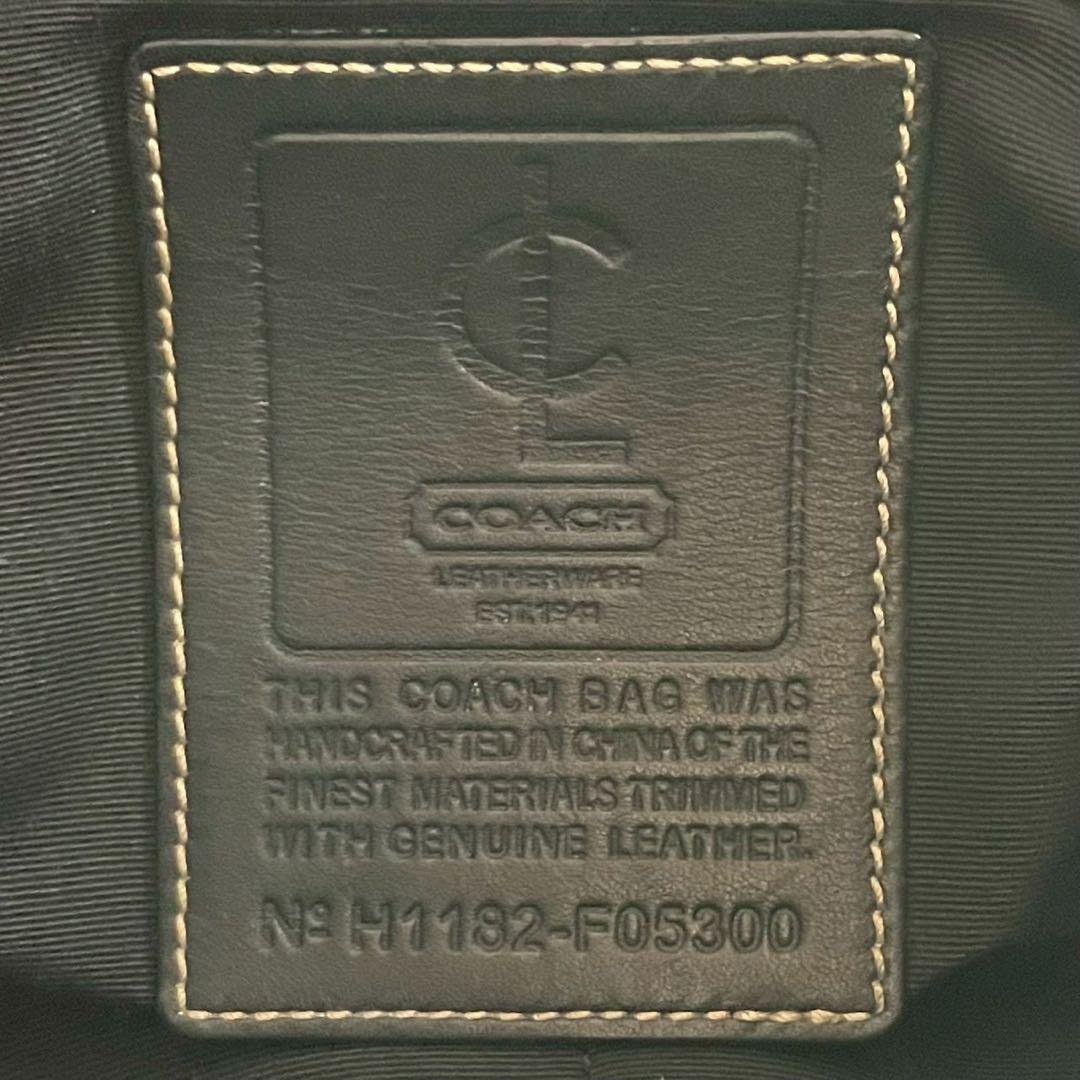 CL
COACH
LEATHERWARE
EST.1941
THIS COACH BAG WAS
HANDCRAFTED IN CHINA OF THE
FINEST MATERIALS TRIMMED
WITH GENUINE LEATHER.
Nº H1182-F05300